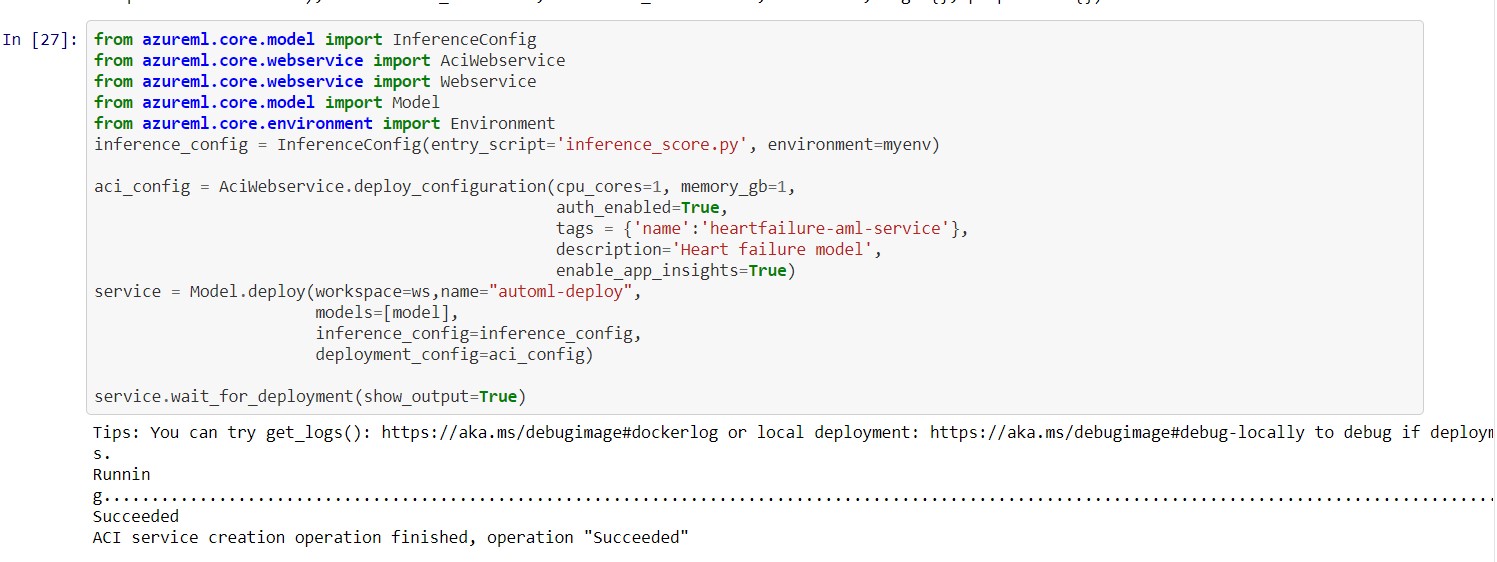 In [27]: from azureml.core.model import InferenceConfig
from azureml.core.webservice import AciWebservice
from azureml.core.webservice import Webservice
from azureml.core.model import Model
from azureml.core.environment import Environment
inference_config = InferenceConfig(entry_script='inference_score.py', environment=myenv)
aci_config = AciWebservice.deploy_configuration(cpu_cores=1, memory_gb=1,
auth_enabled=True,
tags = {'name':'heartfailure-aml-service'},
description='Heart failure model',
enable_app_insights=True)
service = Model.deploy(workspace=ws,name="automl-deploy",
models=[model],
inference_config=inference_config,
deployment_config=aci_config)
service.wait_for_deployment(show_output=True)
Tips: You can try get_logs(): https://aka.ms/debugimage#dockerlog or local deployment: https://aka.ms/debugimage#debug-locally to debug if
s.
Runnin
g................................................................................................................................................
Succeeded
ACI service creation operation finished, operation "Succeeded"